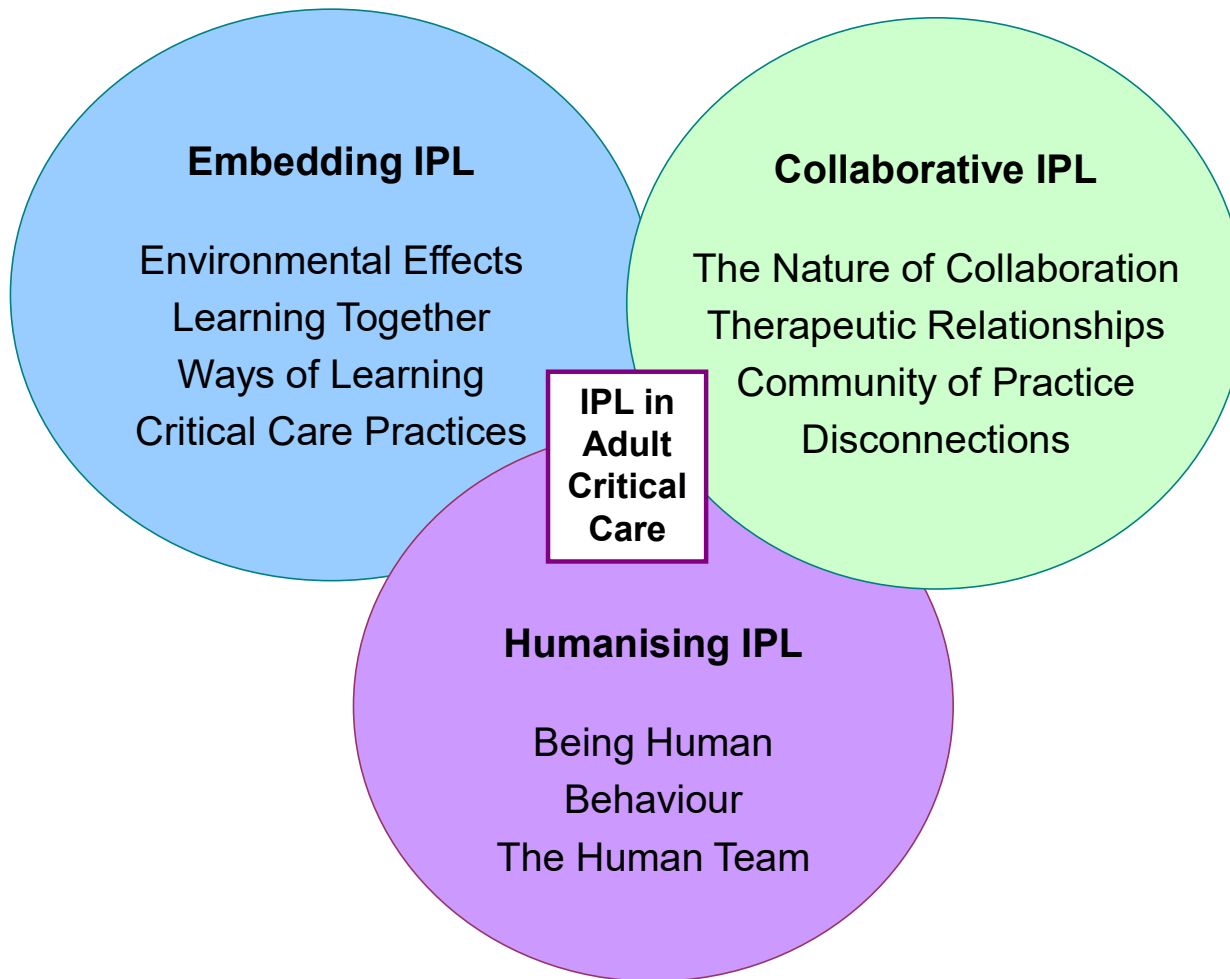 Embedding IPL
Environmental Effects
Learning Together
Ways of Learning
Critical Care Practices
Collaborative IPL
The Nature of Collaboration
Therapeutic Relationships
Community of Practice
Disconnections
IPL in
Adult
Critical
Care
Humanising IPL
Being Human
Behaviour
The Human Team